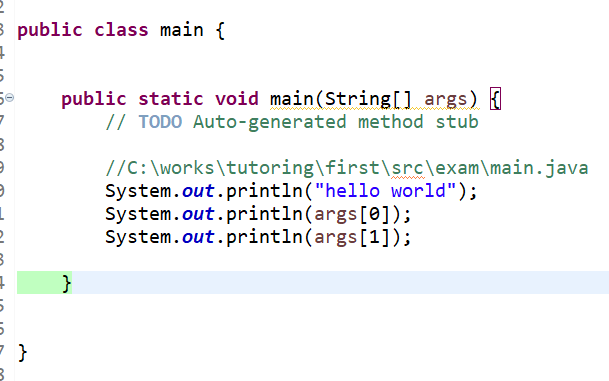 public class main {
public static void main(String[] args) {
// TODO Auto-generated method stub
//C:\works\tutoring\first\src\exam\main.java
System.out.println("hello world");
System.out.println(args[0]);
System.out.println(args[1]);
}
}